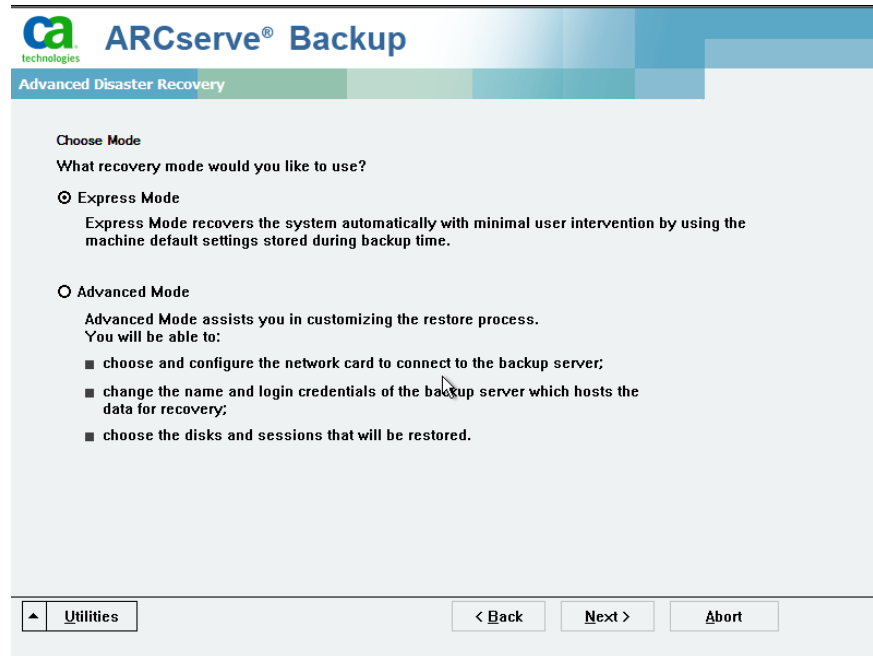 ca
technologies
ARCserve® Backup
Advanced Disaster Recovery
Choose Mode
What recovery mode would you like to use?
Express Mode
Express Mode recovers the system automatically with minimal user intervention by using the
machine default settings stored during backup time.
Advanced Mode
Advanced Mode assists you in customizing the restore process.
You will be able to:
choose and configure the network card to connect to the backup server;
change the name and login credentials of the backup server which hosts the
data for recovery;
choose the disks and sessions that will be restored.
Utilities
< Back
Next >
Abort